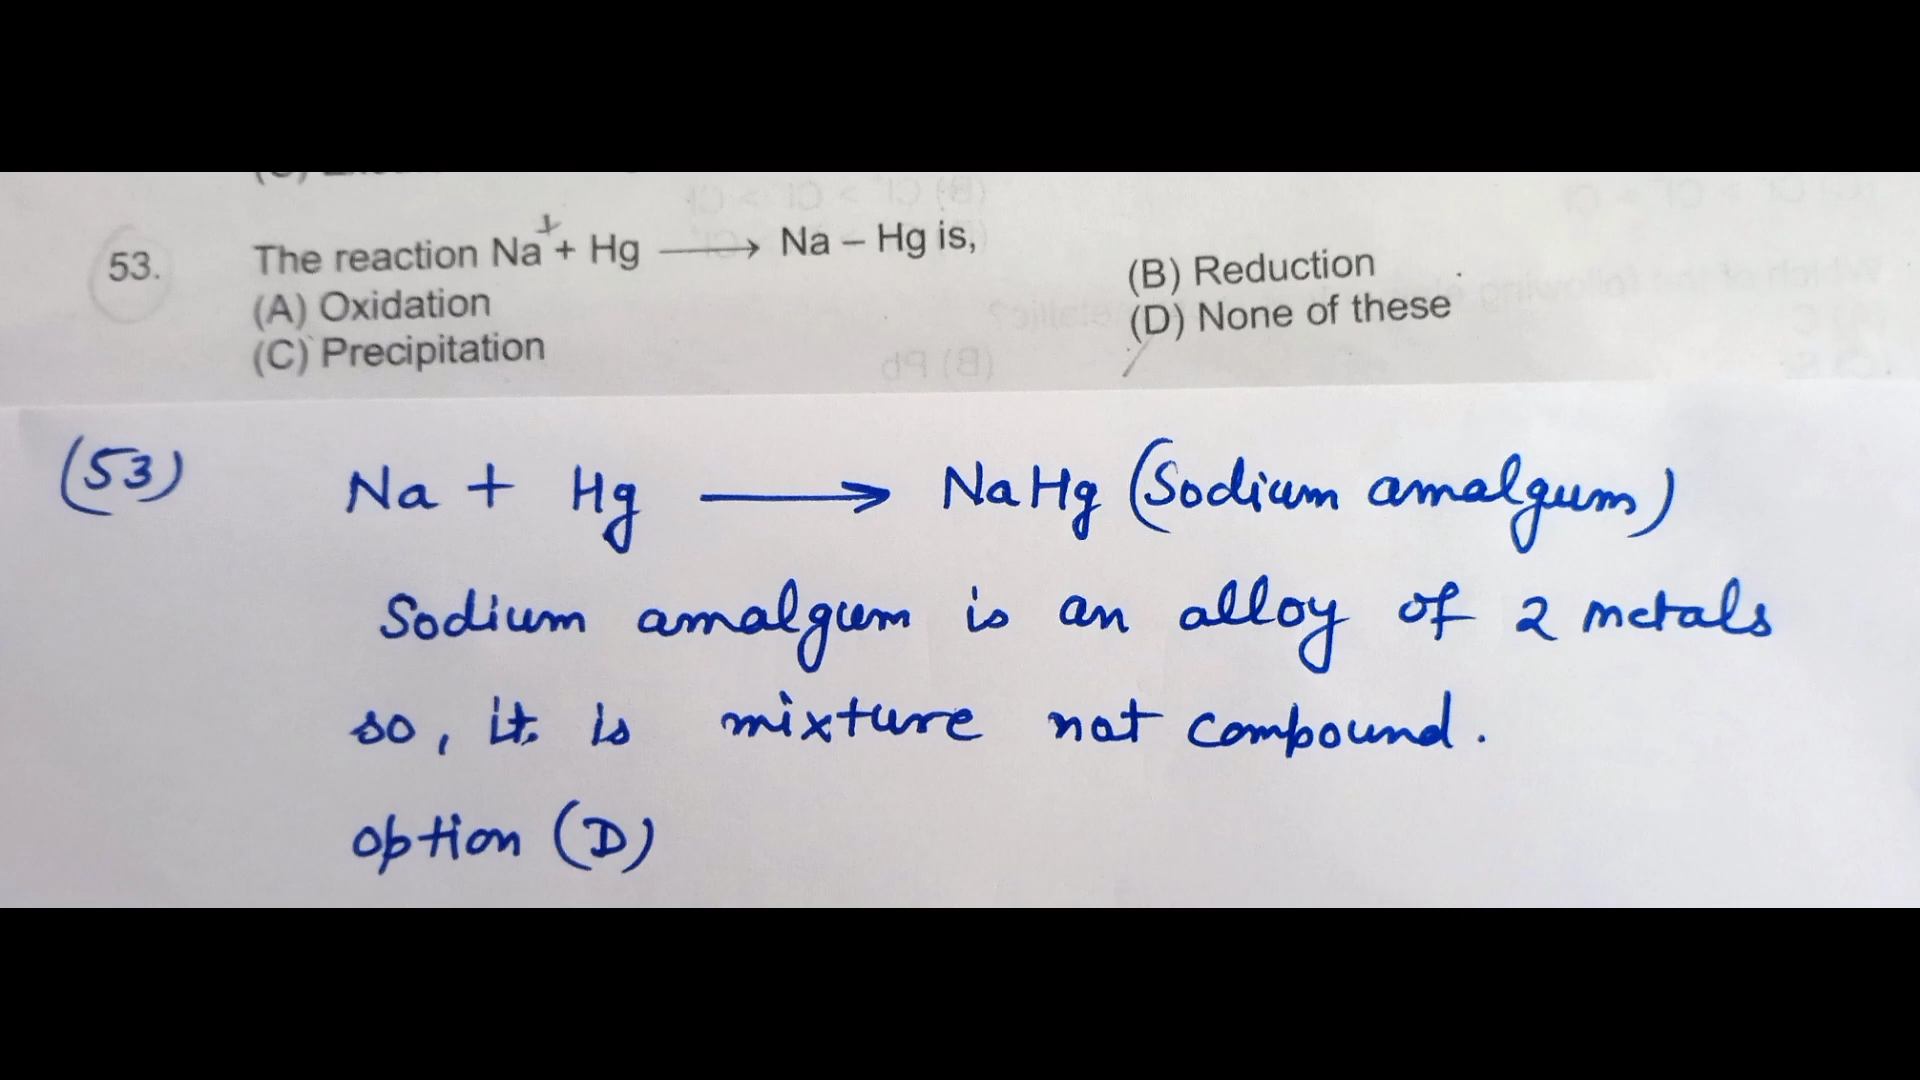 53. The reaction Na⁺ + Hg ⟶ Na – Hg is,
(A) Oxidation (B) Reduction
(C) Precipitation (D) None of these
(53) Na + Hg ⟶ NaHg (Sodium amalgum)
Sodium amalgum is an alloy of 2 metals
so, it is mixture not compound.
option (D)